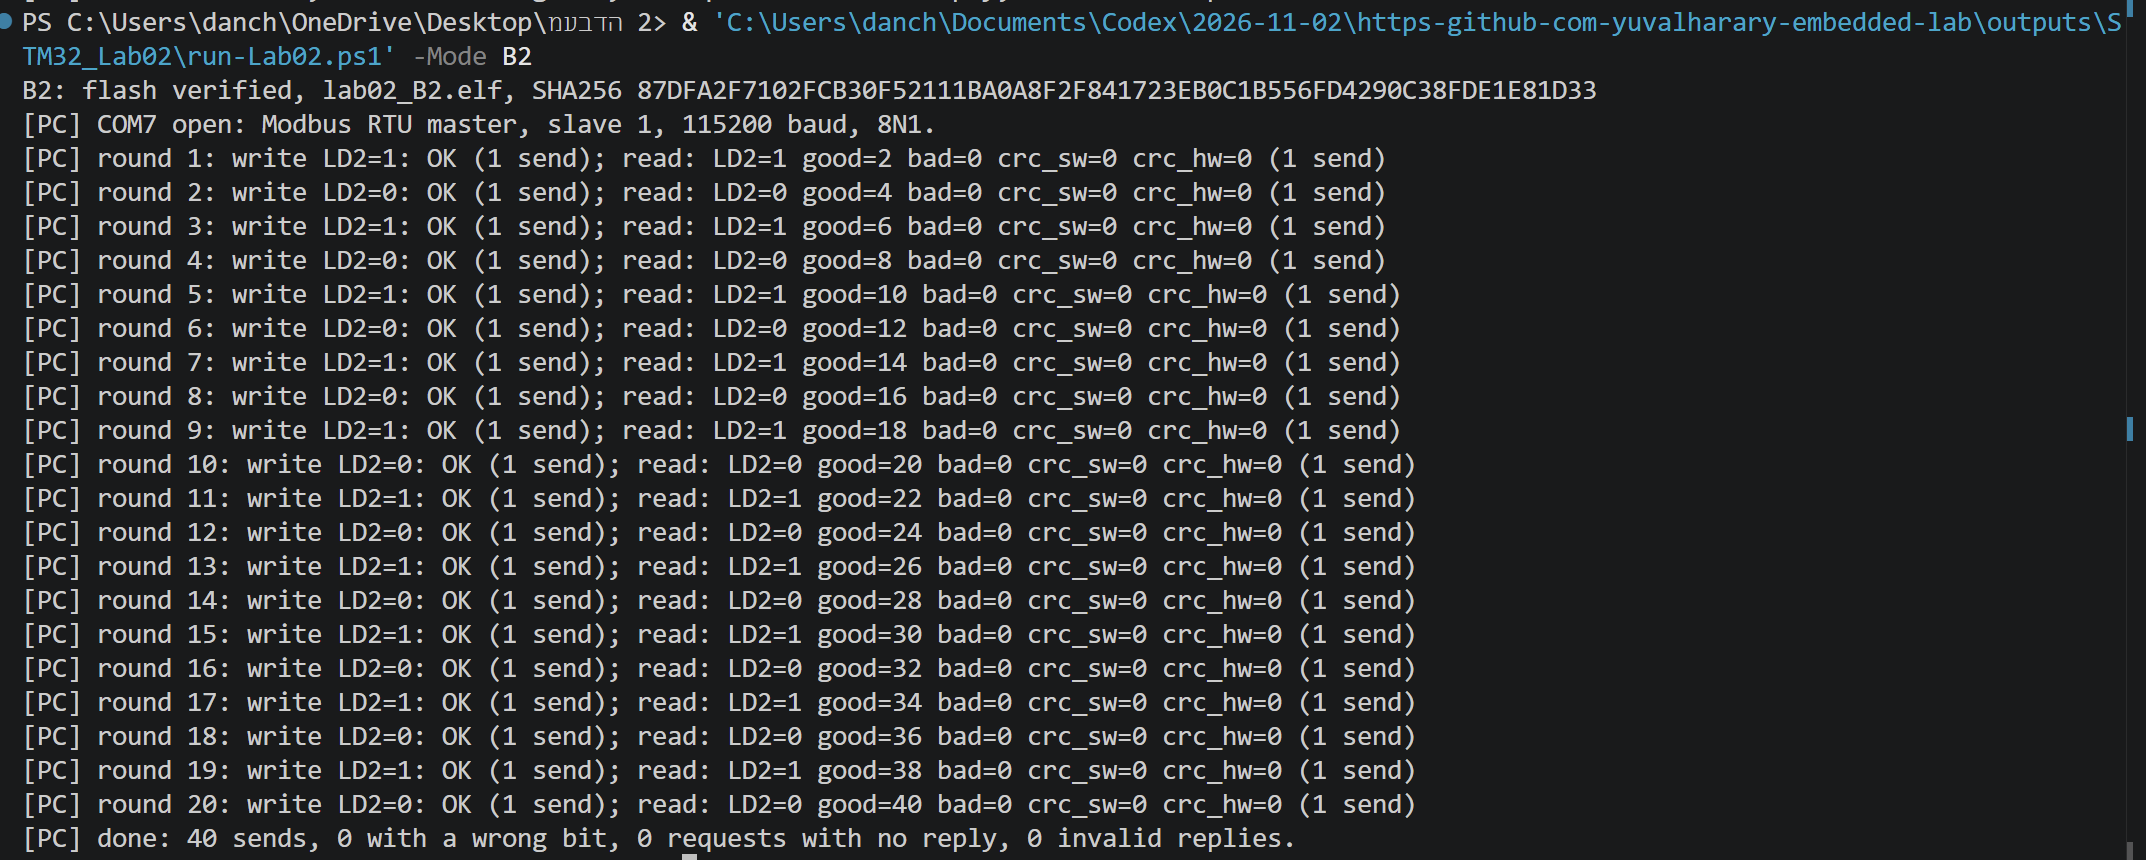 PS C:\Users\danch\OneDrive\Desktop\הדבעמ 2> & 'C:\Users\danch\Documents\Codex\2026-11-02\https-github-com-yuvalharary-embedded-lab\outputs\S
TM32_Lab02\run-Lab02.ps1' -Mode B2
B2: flash verified, lab02_B2.elf, SHA256 87DFA2F7102FCB30F52111BA0A8F2F841723EB0C1B556FD4290C38FDE1E81D33
[PC] COM7 open: Modbus RTU master, slave 1, 115200 baud, 8N1.
[PC] round 1: write LD2=1: OK (1 send); read: LD2=1 good=2 bad=0 crc_sw=0 crc_hw=0 (1 send)
[PC] round 2: write LD2=0: OK (1 send); read: LD2=0 good=4 bad=0 crc_sw=0 crc_hw=0 (1 send)
[PC] round 3: write LD2=1: OK (1 send); read: LD2=1 good=6 bad=0 crc_sw=0 crc_hw=0 (1 send)
[PC] round 4: write LD2=0: OK (1 send); read: LD2=0 good=8 bad=0 crc_sw=0 crc_hw=0 (1 send)
[PC] round 5: write LD2=1: OK (1 send); read: LD2=1 good=10 bad=0 crc_sw=0 crc_hw=0 (1 send)
[PC] round 6: write LD2=0: OK (1 send); read: LD2=0 good=12 bad=0 crc_sw=0 crc_hw=0 (1 send)
[PC] round 7: write LD2=1: OK (1 send); read: LD2=1 good=14 bad=0 crc_sw=0 crc_hw=0 (1 send)
[PC] round 8: write LD2=0: OK (1 send); read: LD2=0 good=16 bad=0 crc_sw=0 crc_hw=0 (1 send)
[PC] round 9: write LD2=1: OK (1 send); read: LD2=1 good=18 bad=0 crc_sw=0 crc_hw=0 (1 send)
[PC] round 10: write LD2=0: OK (1 send); read: LD2=0 good=20 bad=0 crc_sw=0 crc_hw=0 (1 send)
[PC] round 11: write LD2=1: OK (1 send); read: LD2=1 good=22 bad=0 crc_sw=0 crc_hw=0 (1 send)
[PC] round 12: write LD2=0: OK (1 send); read: LD2=0 good=24 bad=0 crc_sw=0 crc_hw=0 (1 send)
[PC] round 13: write LD2=1: OK (1 send); read: LD2=1 good=26 bad=0 crc_sw=0 crc_hw=0 (1 send)
[PC] round 14: write LD2=0: OK (1 send); read: LD2=0 good=28 bad=0 crc_sw=0 crc_hw=0 (1 send)
[PC] round 15: write LD2=1: OK (1 send); read: LD2=1 good=30 bad=0 crc_sw=0 crc_hw=0 (1 send)
[PC] round 16: write LD2=0: OK (1 send); read: LD2=0 good=32 bad=0 crc_sw=0 crc_hw=0 (1 send)
[PC] round 17: write LD2=1: OK (1 send); read: LD2=1 good=34 bad=0 crc_sw=0 crc_hw=0 (1 send)
[PC] round 18: write LD2=0: OK (1 send); read: LD2=0 good=36 bad=0 crc_sw=0 crc_hw=0 (1 send)
[PC] round 19: write LD2=1: OK (1 send); read: LD2=1 good=38 bad=0 crc_sw=0 crc_hw=0 (1 send)
[PC] round 20: write LD2=0: OK (1 send); read: LD2=0 good=40 bad=0 crc_sw=0 crc_hw=0 (1 send)
[PC] done: 40 sends, 0 with a wrong bit, 0 requests with no reply, 0 invalid replies.